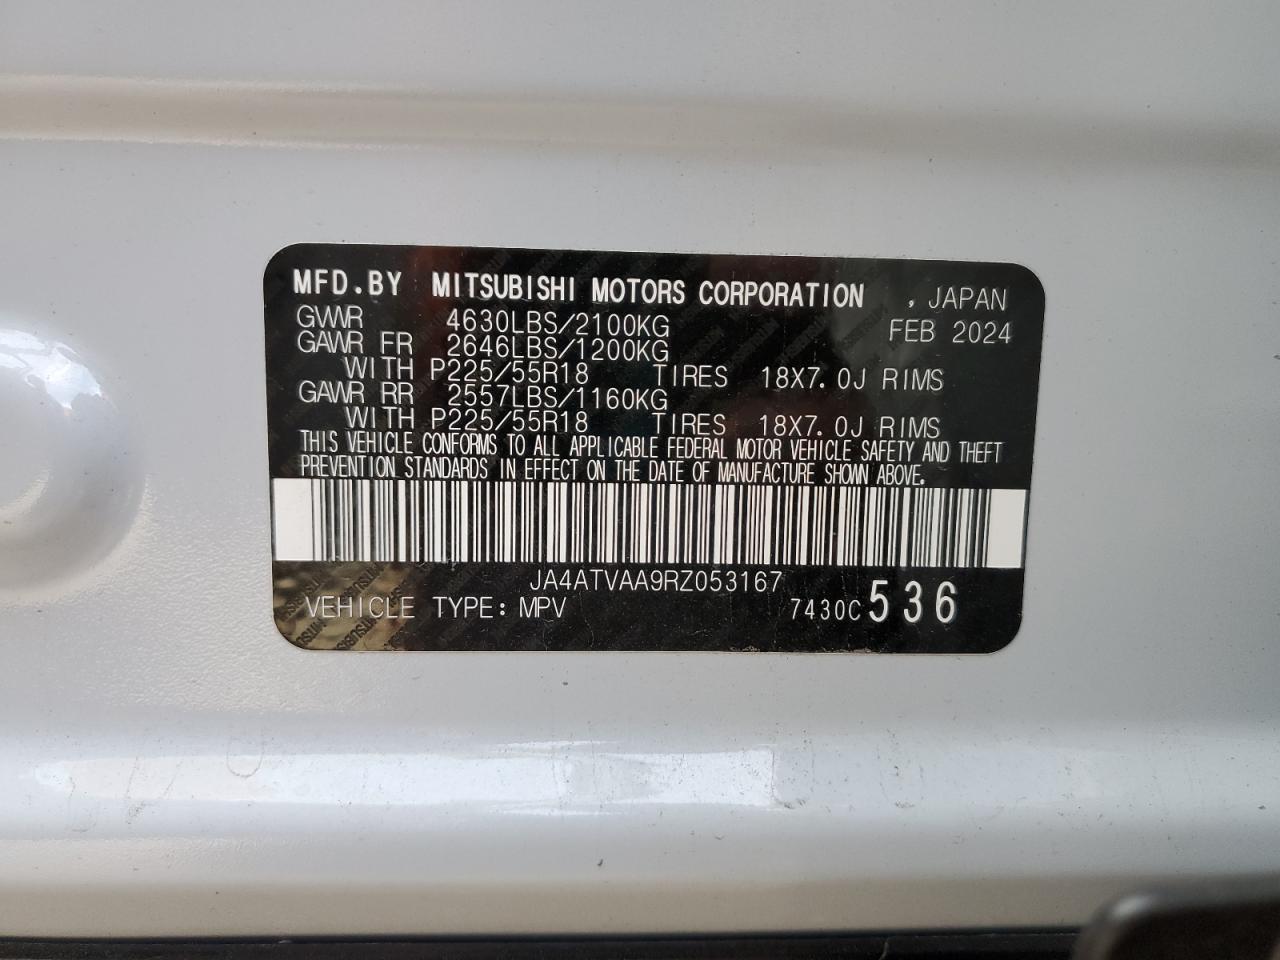 MFD.BY MITSUBISHI MOTORS CORPORATION , JAPAN
GVWR 4630LBS/2100KG FEB 2024
GAWR FR 2646LBS/1200KG
WITH P225/55R18 TIRES 18X7.0J RIMS
GAWR RR 2557LBS/1160KG
WITH P225/55R18 TIRES 18X7.0J RIMS
THIS VEHICLE CONFORMS TO ALL APPLICABLE FEDERAL MOTOR VEHICLE SAFETY AND THEFT
PREVENTION STANDARDS IN EFFECT ON THE DATE OF MANUFACTURE SHOWN ABOVE.
JA4ATVAA9RZ053167
VEHICLE TYPE: MPV 7430C 536